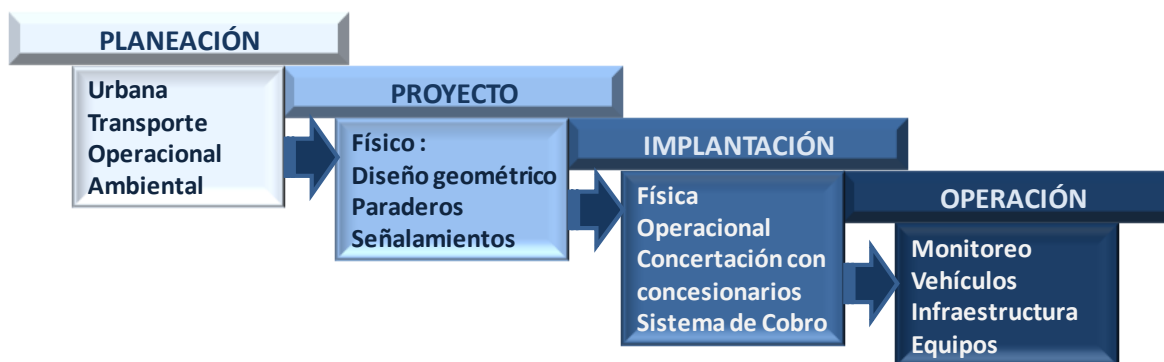 PLANEACIÓN
Urbana
Transporte
Operacional
Ambiental
PROYECTO
Físico :
Diseño geométrico
Paraderos
Señalamientos
IMPLANTACIÓN
Física
Operacional
Concertación con
concesionarios
Sistema de Cobro
OPERACIÓN
Monitoreo
Vehículos
Infraestructura
Equipos